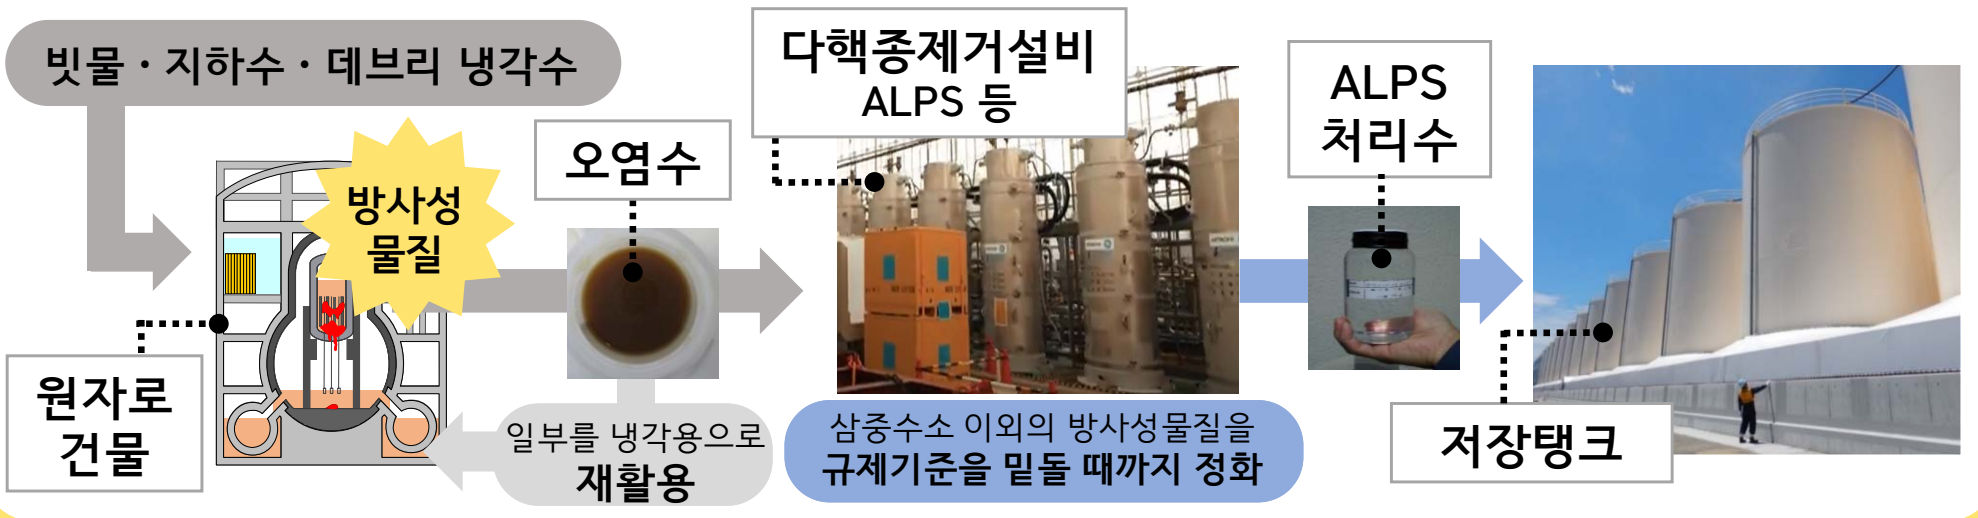 빗물 · 지하수 · 데브리 냉각수
방사성
물질
원자로
건물
오염수
일부를 냉각용으로
재활용
다핵종제거설비
ALPS 등
삼중수소 이외의 방사성물질을
규제기준을 밑돌 때까지 정화
ALPS
처리수
저장탱크